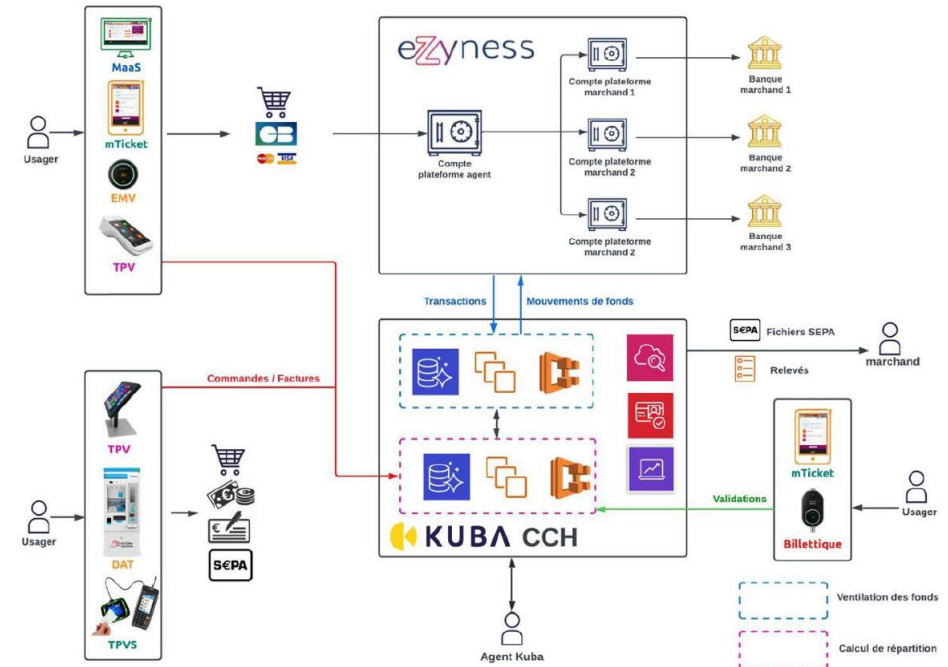 MaaS
mTicket
EMV
TPV
Usager
CB
VISA
ezzyness
Compte
plateforme agent
Compte plateforme
marchand 1
Compte plateforme
marchand 2
Compte plateforme
marchand 2
Banque
marchand 1
Banque
marchand 2
Banque
marchand 3
Transactions
Mouvements de fonds
Commandes / Factures
TPV
DAT
TPVS
Usager
€
S€PA
KUBA CCH
S€PA
Fichiers SEPA
Relevés
marchand
mTicket
Billettique
Validations
Usager
Agent Kuba
Ventilation des fonds
Calcul de répartition